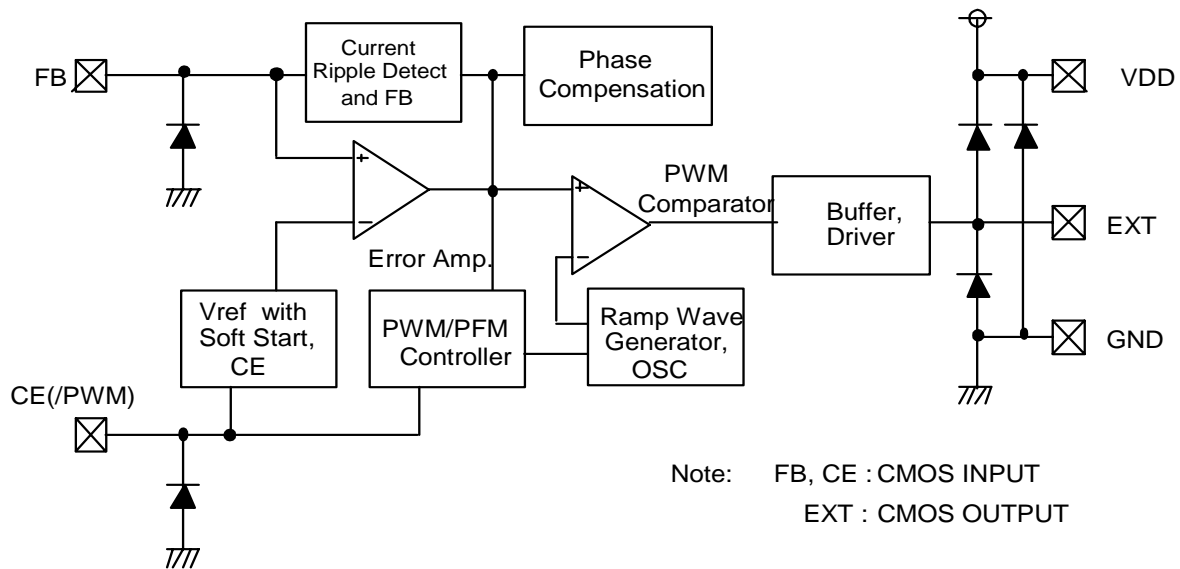 FB
Current
Ripple Detect
and FB
Phase
Compensation
VDD
+
−
+
−
PWM
Comparator
Buffer,
Driver
EXT
Error Amp.
Vref with
Soft Start,
CE
PWM/PFM
Controller
Ramp Wave
Generator,
OSC
GND
CE(/PWM)
Note: FB, CE : CMOS INPUT
EXT : CMOS OUTPUT